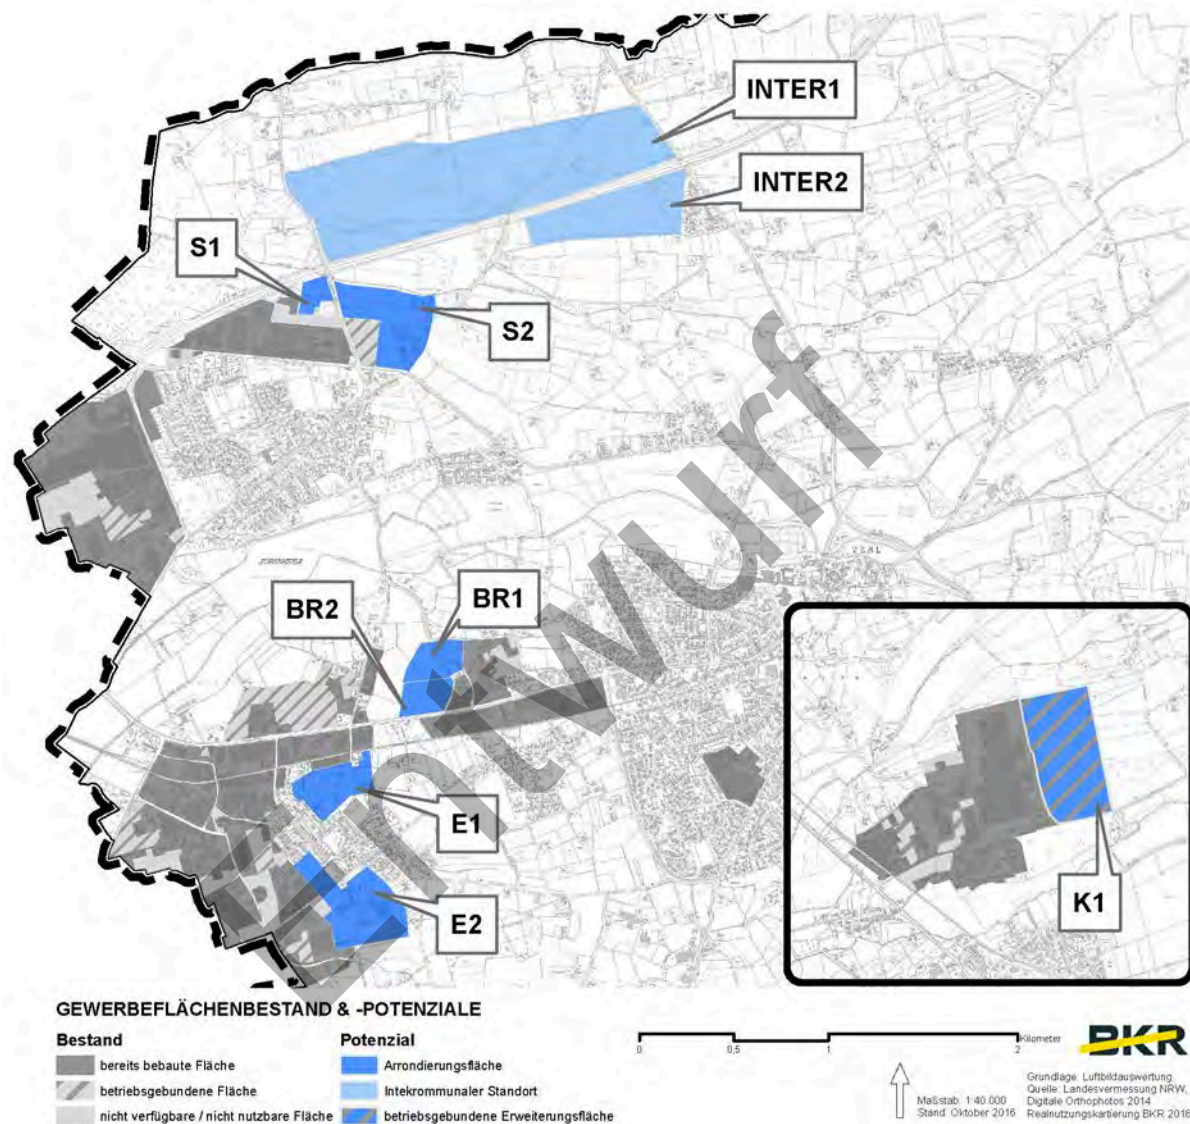 INTER1
INTER2
S1
S2
BR1
BR2
E1
E2
K1
VERL
Entwurf
GEWERBEFLÄCHENBESTAND & -POTENZIALE
Bestand
bereits bebaute Fläche
betriebsgebundene Fläche
nicht verfügbare / nicht nutzbare Fläche
Potenzial
Arrondierungsfläche
Intekrommunaler Standort
betriebsgebundene Erweiterungsfläche
0 0,5 1 2 Kilometer
BKR
Maßstab: 1:40.000
Stand: Oktober 2016
Grundlage: Luftbildauswertung
Quelle: Landesvermessung NRW,
Digitale Orthophotos 2014
Realnutzungskartierung BKR 2016